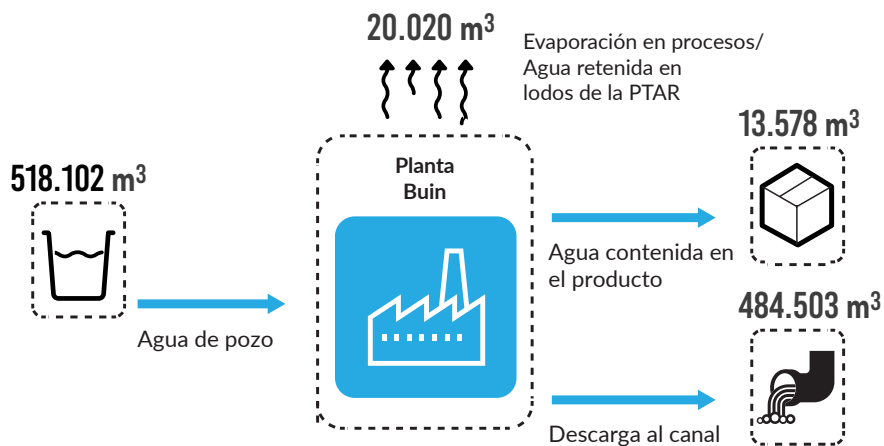 20.020 m³
Evaporación en procesos/
Agua retenida en
lodos de la PTAR
518.102 m³
Agua de pozo
Planta
Buin
13.578 m³
Agua contenida en
el producto
484.503 m³
Descarga al canal